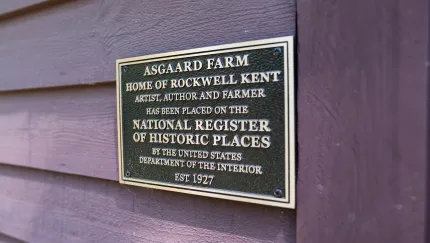 ASGAARD FARM
HOME OF ROCKWELL KENT
ARTIST, AUTHOR AND FARMER
HAS BEEN PLACED ON THE
NATIONAL REGISTER
OF HISTORIC PLACES
BY THE UNITED STATES
DEPARTMENT OF THE INTERIOR
EST 1927